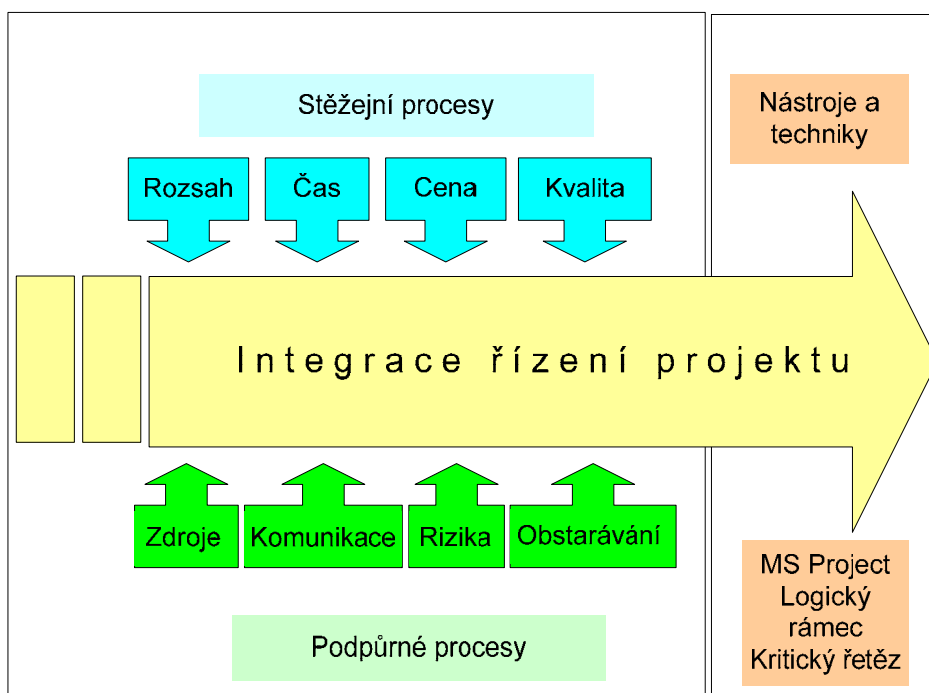 Stěžejní procesy
Nástroje a
techniky
Rozsah
Čas
Cena
Kvalita
Integrace řízení projektu
Zdroje
Komunikace
Rizika
Obstarávání
Podpůrné procesy
MS Project
Logický
rámec
Kritický řetěz